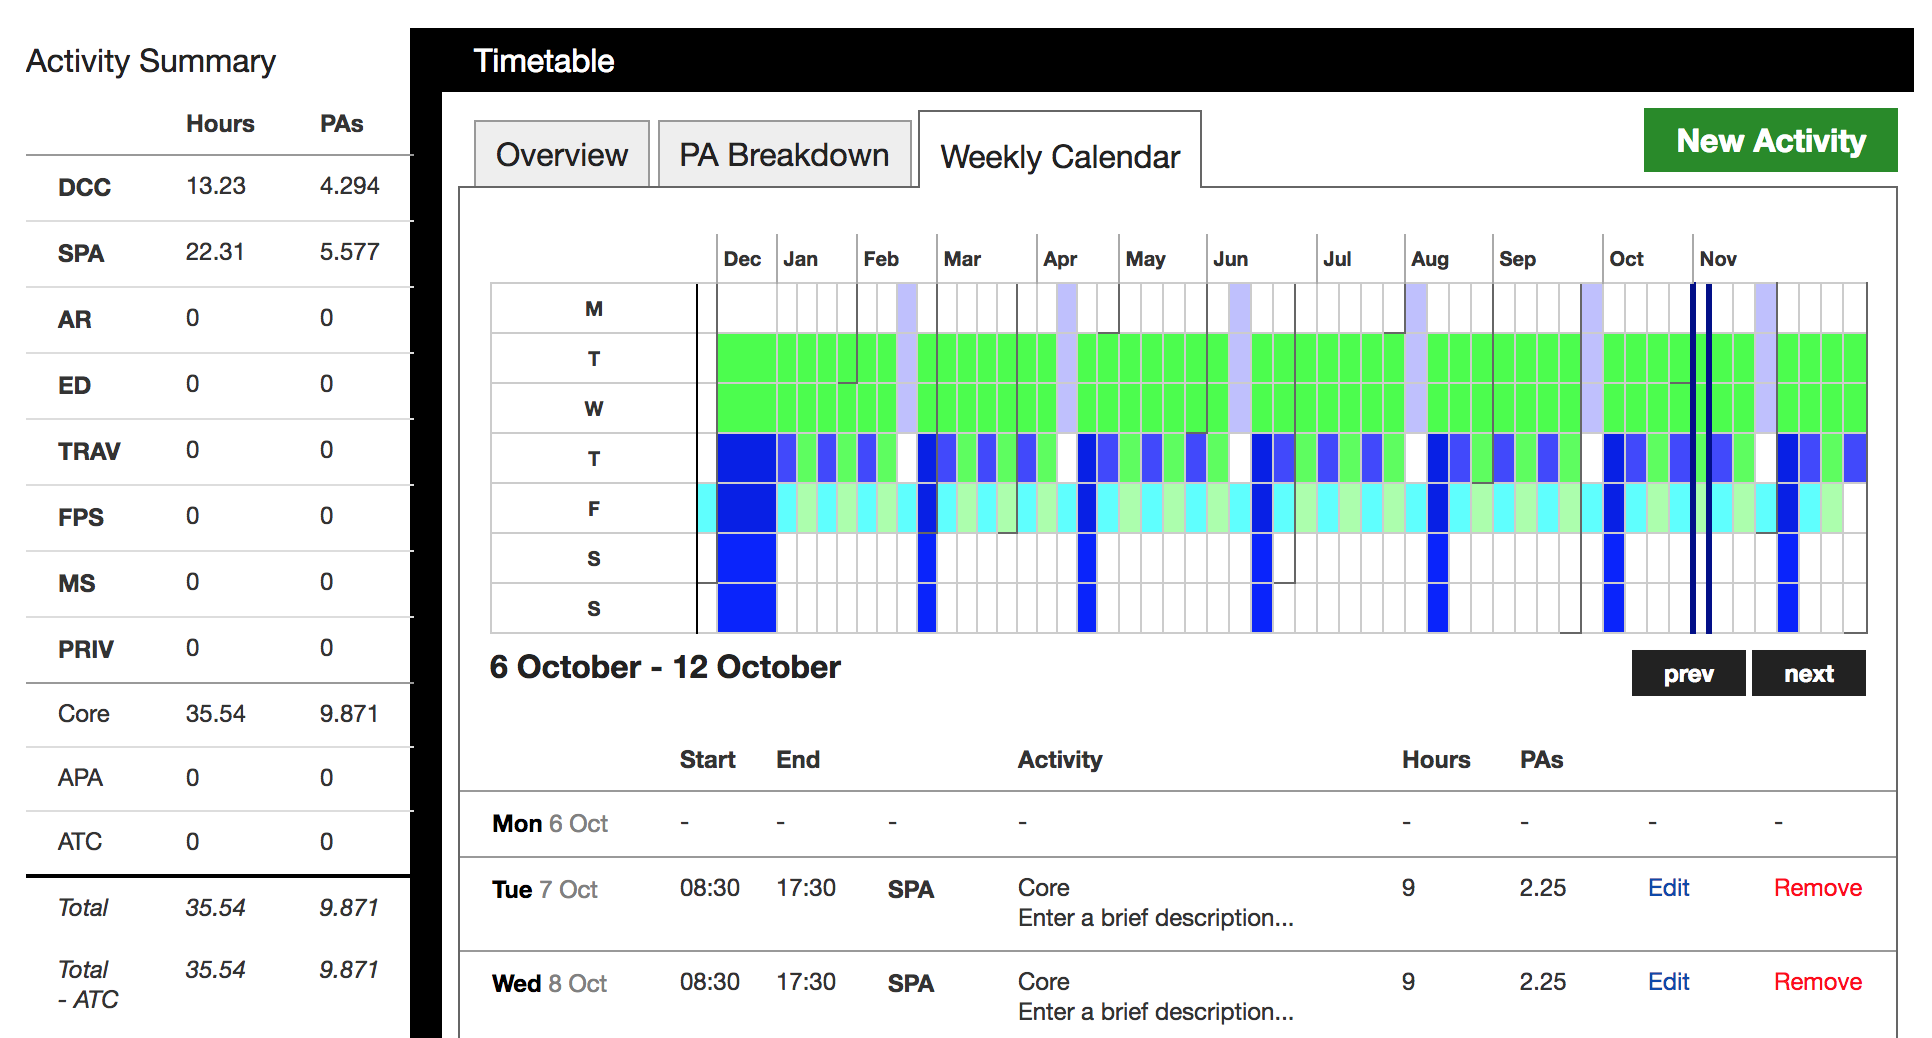 Activity Summary
Hours PAs
DCC 13.23 4.294
SPA 22.31 5.577
AR 0 0
ED 0 0
TRAV 0 0
FPS 0 0
MS 0 0
PRIV 0 0
Core 35.54 9.871
APA 0 0
ATC 0 0
Total 35.54 9.871
Total 35.54 9.871
- ATC
Timetable
Overview PA Breakdown Weekly Calendar New Activity
Dec Jan Feb Mar Apr May Jun Jul Aug Sep Oct Nov
M
T
W
T
F
S
S
6 October - 12 October prev next
Start End Activity Hours PAs
Mon 6 Oct - - - - - - - -
Tue 7 Oct 08:30 17:30 SPA Core 9 2.25 Edit Remove
Enter a brief description...
Wed 8 Oct 08:30 17:30 SPA Core 9 2.25 Edit Remove
Enter a brief description...